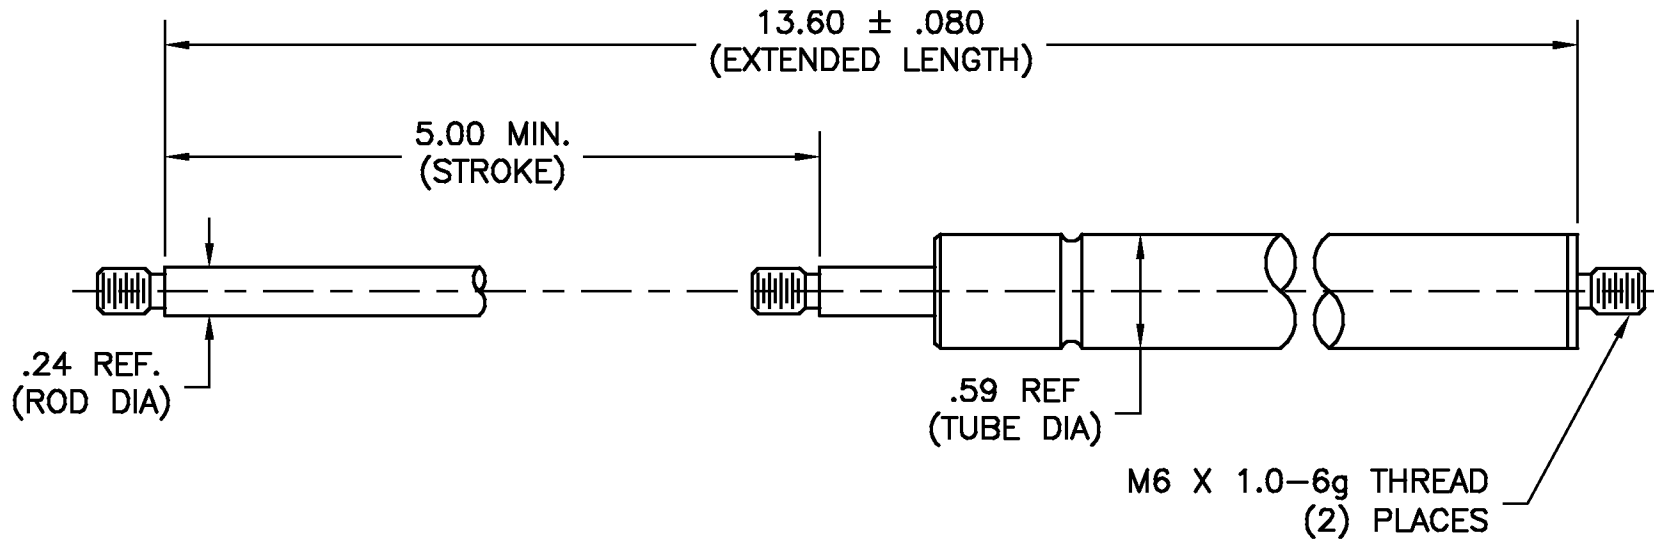 13.60 ± .080
(EXTENDED LENGTH)
5.00 MIN.
(STROKE)
.24 REF.
(ROD DIA)
.59 REF
(TUBE DIA)
M6 X 1.0-6g THREAD
(2) PLACES